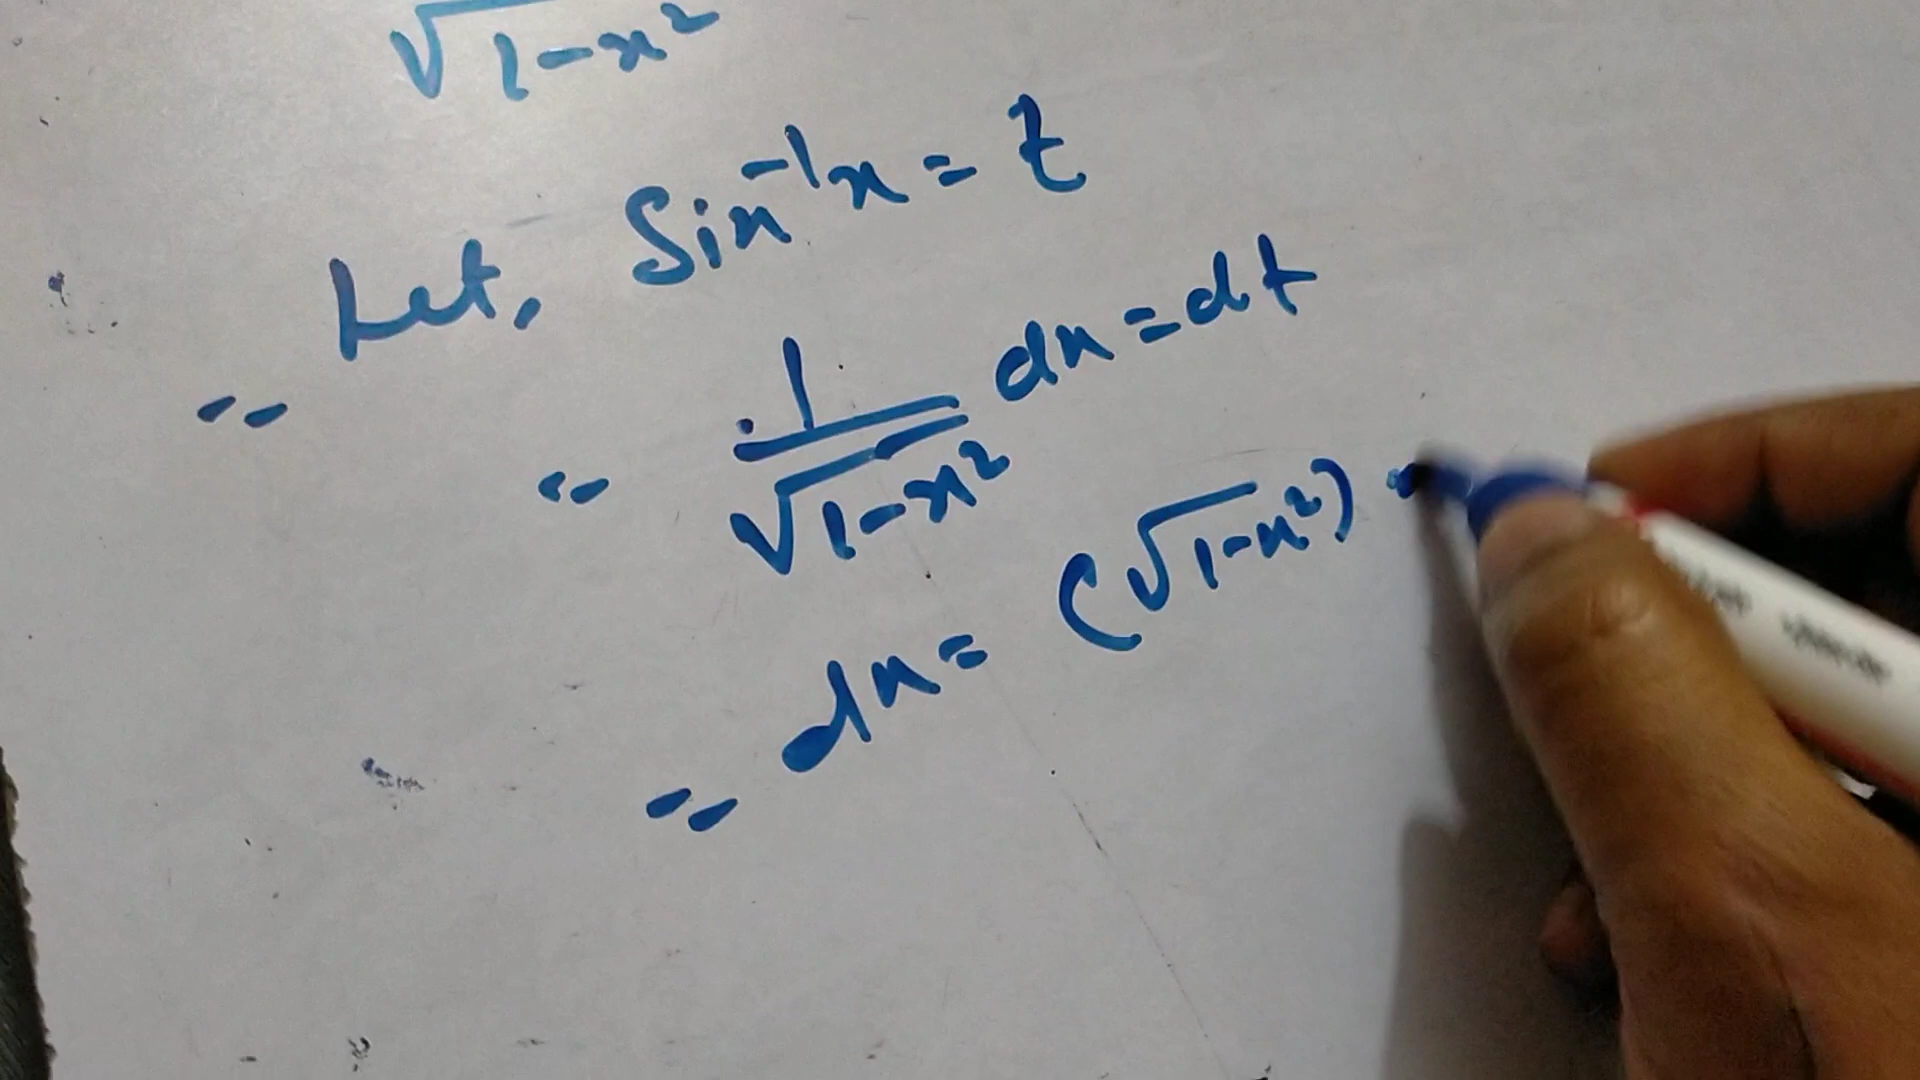 √1-x²
Let, Sin⁻¹x = t
1/√1-x² dx = dt
dx = (√1-x²)